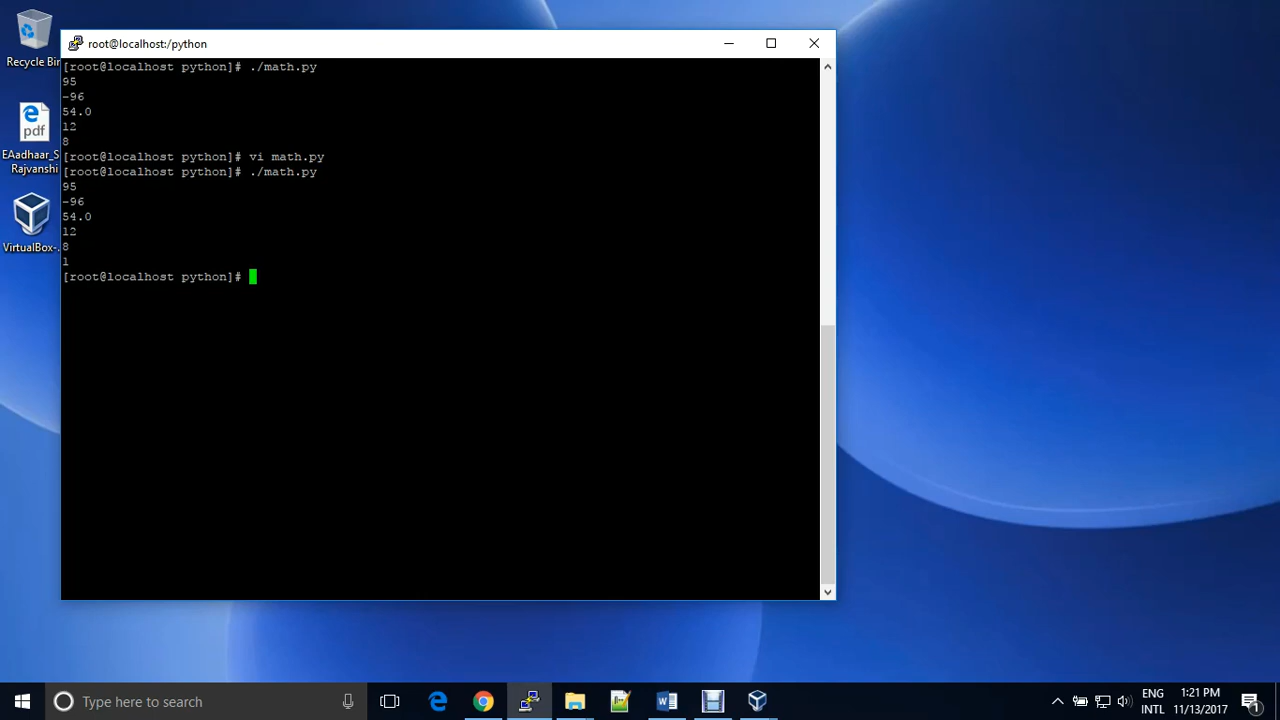 Recycle Bin
pdf
EAadhaar_S
Rajvanshi
VirtualBox-..
root@localhost:/python
[root@localhost python]# ./math.py
95
-96
54.0
12
8
[root@localhost python]# vi math.py
[root@localhost python]# ./math.py
95
-96
54.0
12
8
1
[root@localhost python]#
Type here to search
ENG
INTL
1:21 PM
11/13/2017
1